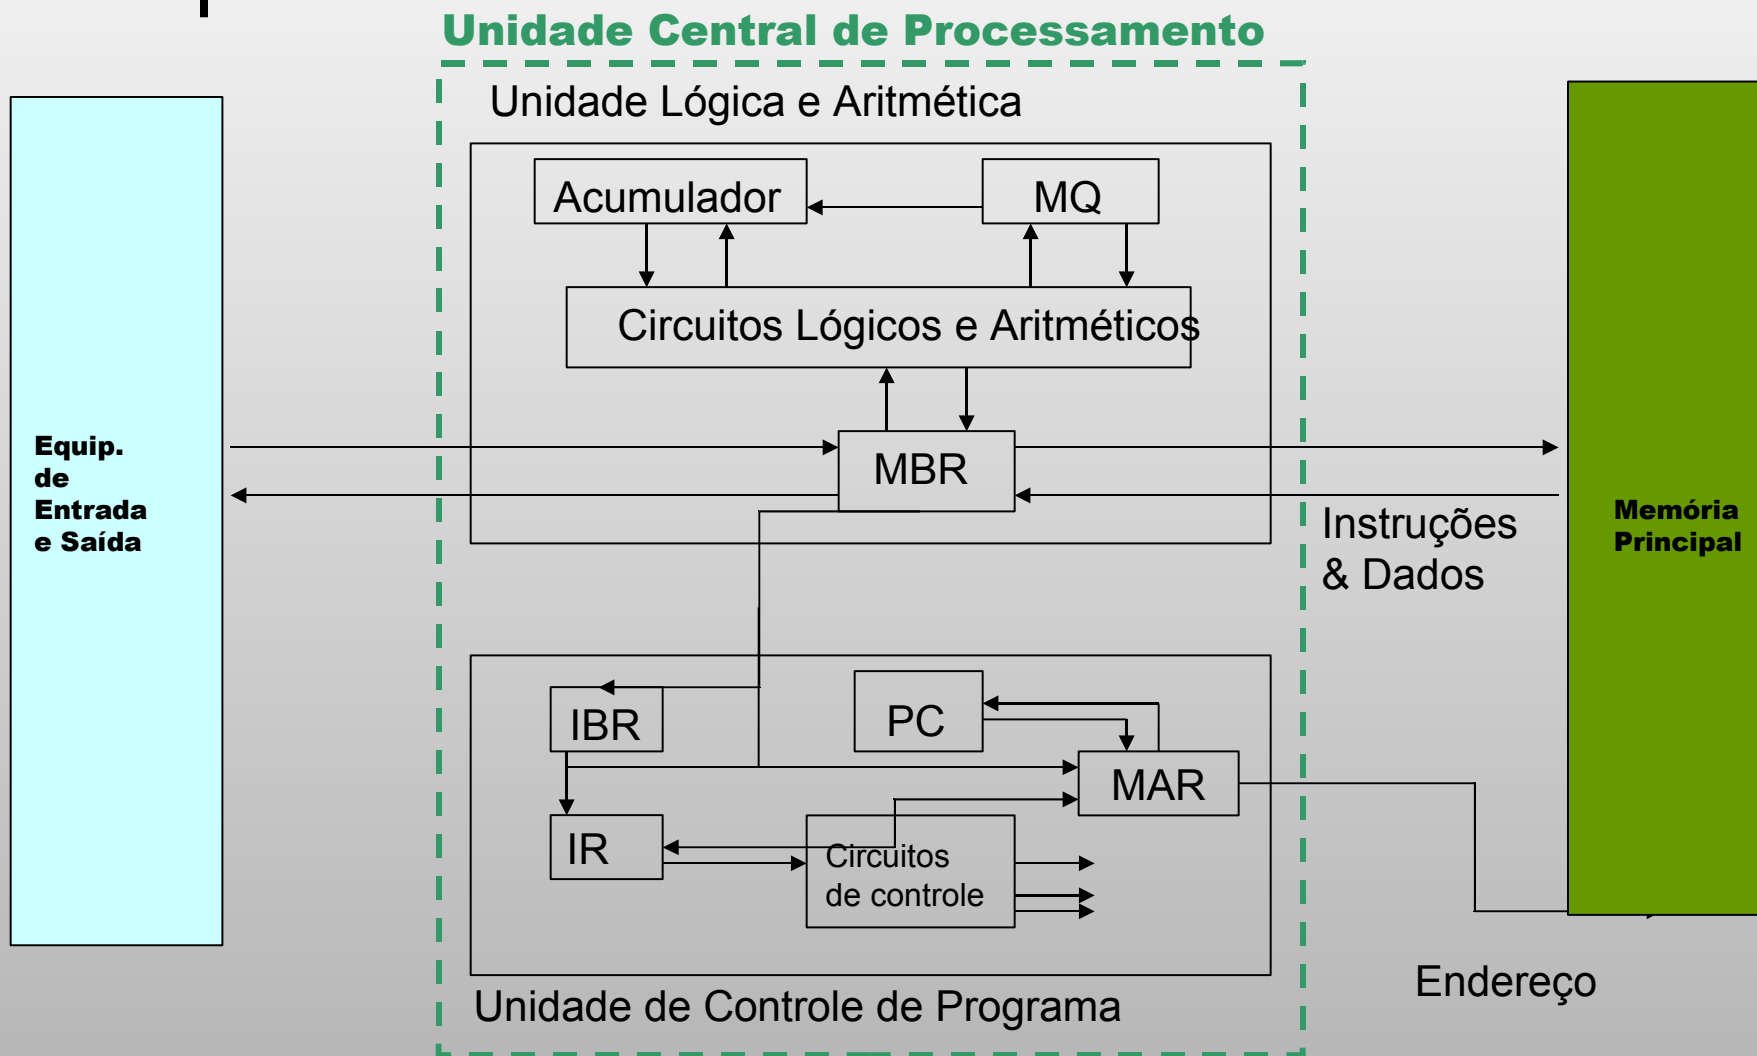 Unidade Central de Processamento
Unidade Lógica e Aritmética
Acumulador
MQ
Circuitos Lógicos e Aritméticos
Equip.
de
Entrada
e Saída
MBR
Instruções
& Dados
Memória
Principal
IBR
PC
MAR
IR
Circuitos
de controle
Endereço
Unidade de Controle de Programa